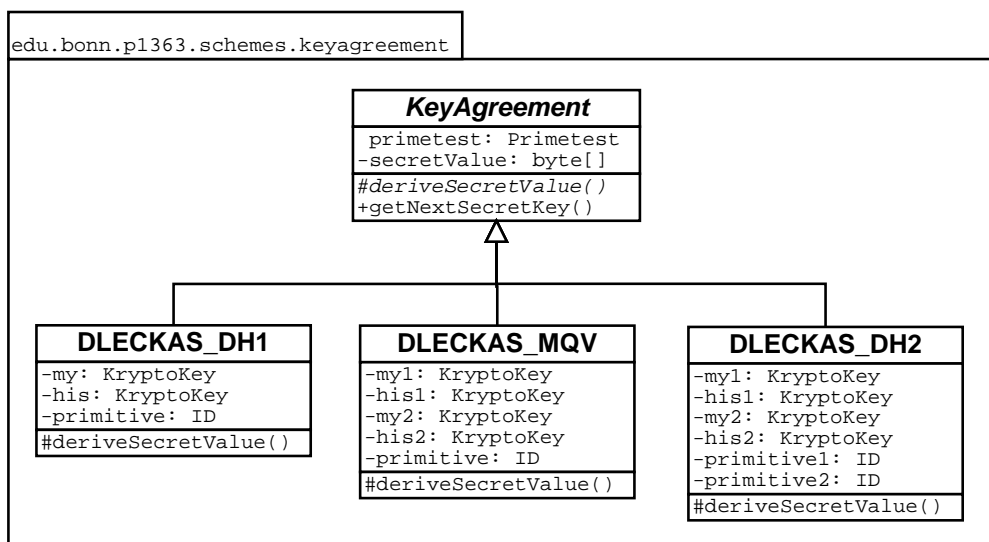 edu.bonn.p1363.schemes.keyagreement
KeyAgreement
primetest: Primetest
-secretValue: byte[]
#deriveSecretValue()
+getNextSecretKey()
DLECKAS_DH1
-my: KryptoKey
-his: KryptoKey
-primitive: ID
#deriveSecretValue()
DLECKAS_MQV
-my1: KryptoKey
-his1: KryptoKey
-my2: KryptoKey
-his2: KryptoKey
-primitive: ID
#deriveSecretValue()
DLECKAS_DH2
-my1: KryptoKey
-his1: KryptoKey
-my2: KryptoKey
-his2: KryptoKey
-primitive1: ID
-primitive2: ID
#deriveSecretValue()